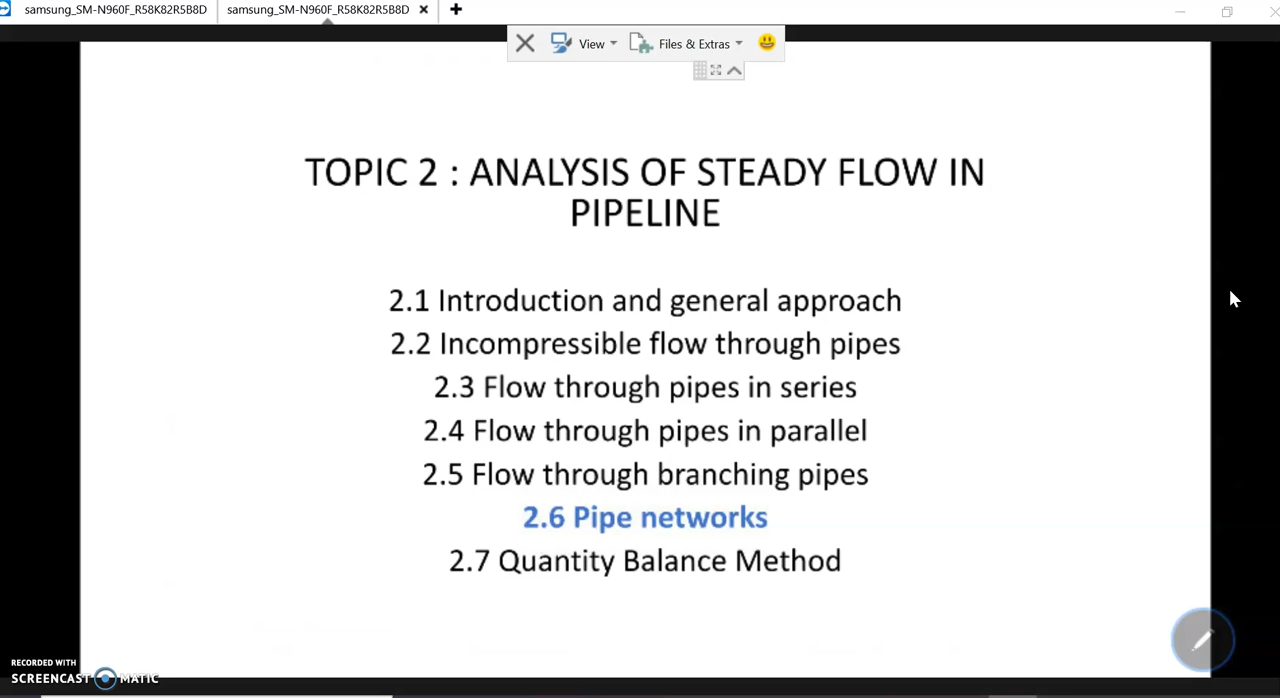 samsung_SM-N960F_R58K82R5B8D
samsung_SM-N960F_R58K82R5B8D
View
Files & Extras
TOPIC 2 : ANALYSIS OF STEADY FLOW IN
PIPELINE
2.1 Introduction and general approach
2.2 Incompressible flow through pipes
2.3 Flow through pipes in series
2.4 Flow through pipes in parallel
2.5 Flow through branching pipes
2.6 Pipe networks
2.7 Quantity Balance Method
RECORDED WITH
SCREENCAST MATIC